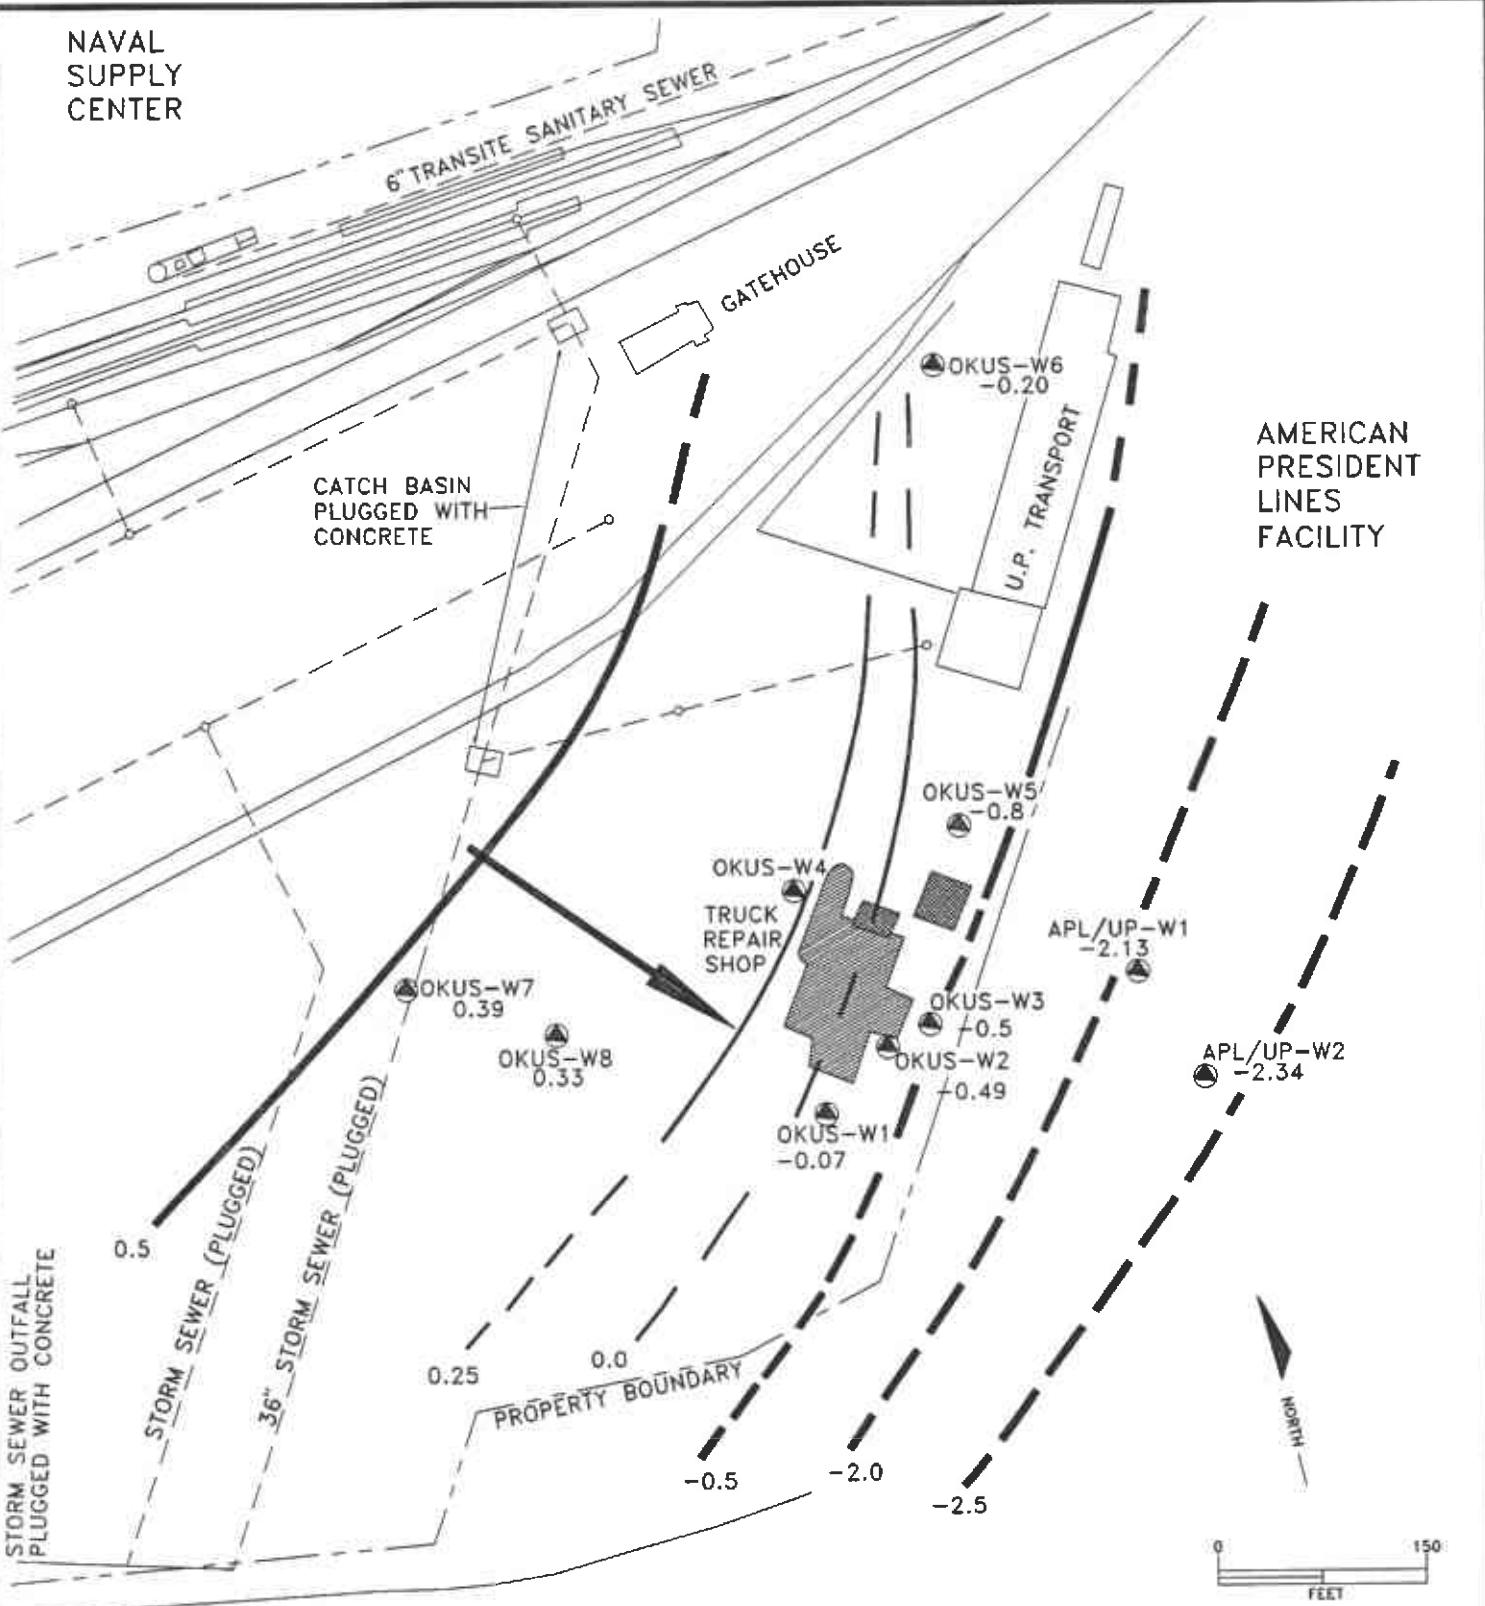 NAVAL
SUPPLY
CENTER
6" TRANSITE SANITARY SEWER
GATEHOUSE
OKUS-W6
-0.20
U.P. TRANSPORT
AMERICAN
PRESIDENT
LINES
FACILITY
CATCH BASIN
PLUGGED WITH
CONCRETE
OKUS-W5
-0.8
OKUS-W4
TRUCK
REPAIR
SHOP
APL/UP-W1
-2.13
OKUS-W7
0.39
OKUS-W3
-0.5
OKUS-W8
0.33
OKUS-W2
-0.49
APL/UP-W2
-2.34
OKUS-W1
-0.07
0.5
STORM SEWER (PLUGGED)
36" STORM SEWER (PLUGGED)
STORM SEWER OUTFALL
PLUGGED WITH CONCRETE
0.25
0.0
PROPERTY BOUNDARY
-0.5
-2.0
-2.5
NORTH
0 150
FEET